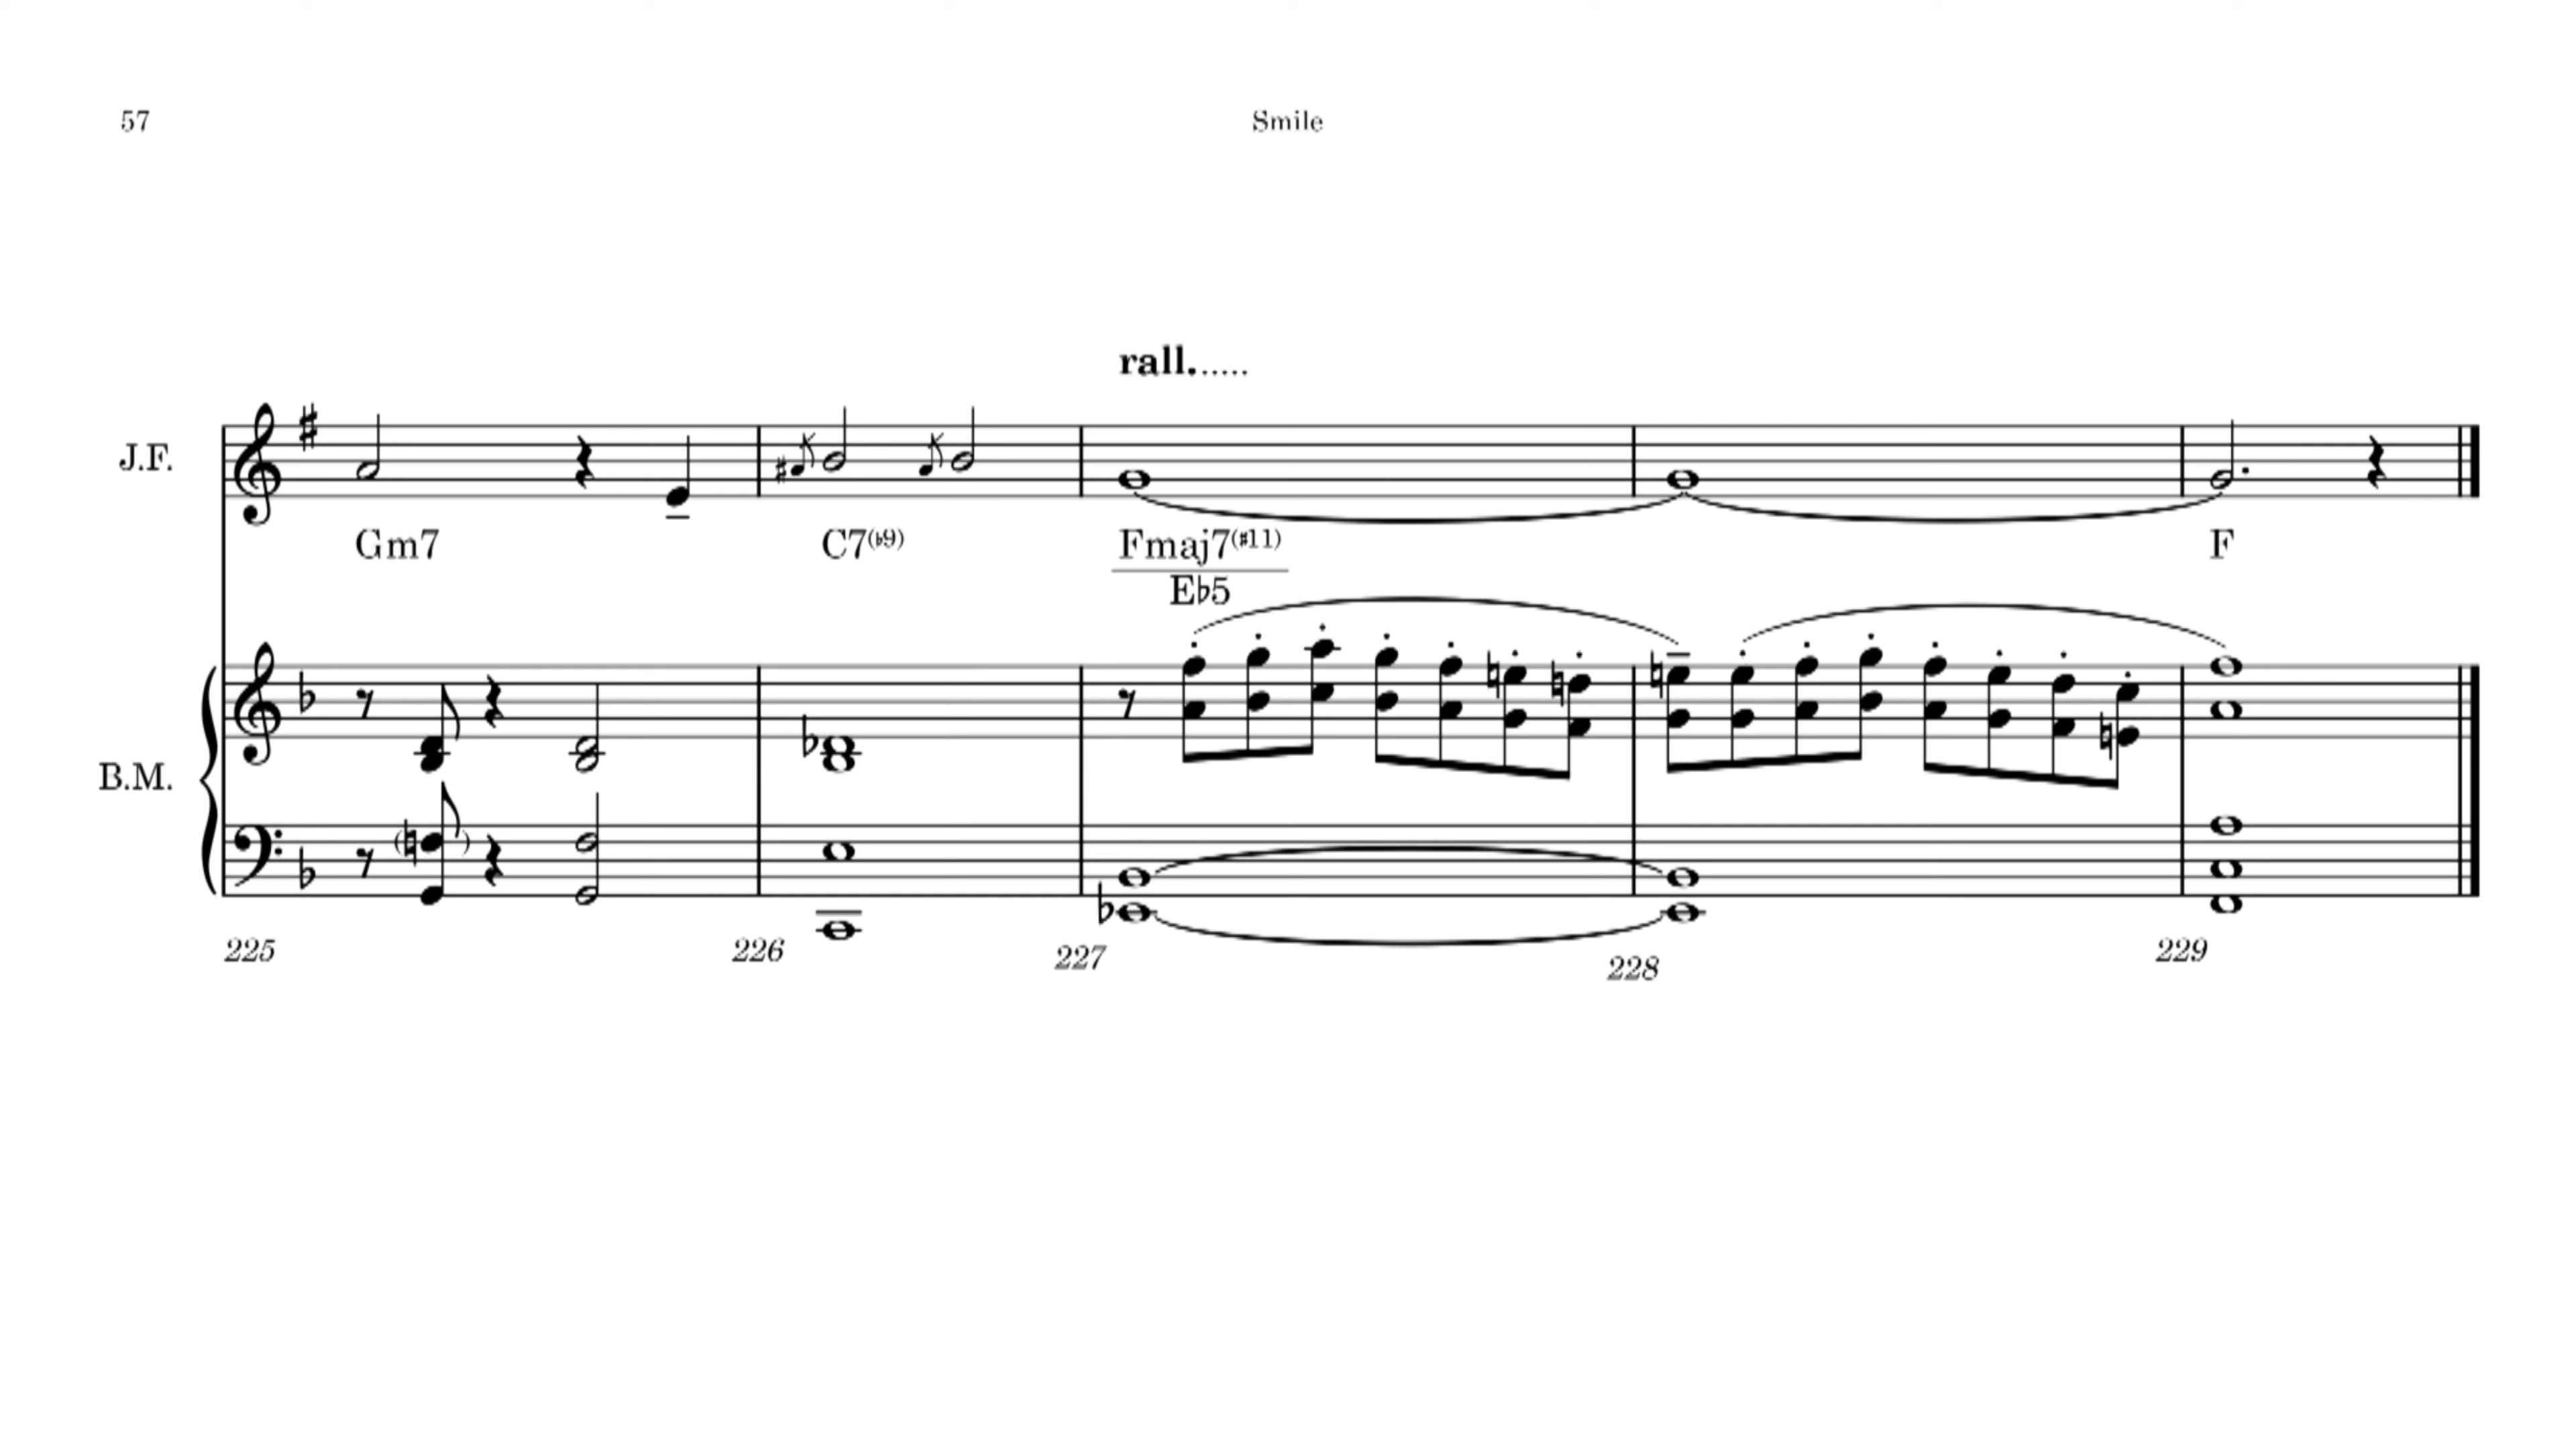 57
Smile
rall......
J.F.
Gm7
C7(♭9)
Fmaj7(♯11)
E♭5
F
B.M.
225
226
227
228
229